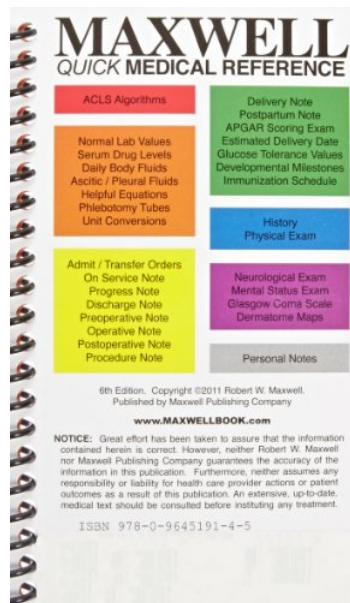 MAXWELL
QUICK MEDICAL REFERENCE
ACLS Algorithms
Normal Lab Values
Serum Drug Levels
Daily Body Fluids
Ascitic / Pleural Fluids
Helpful Equations
Phlebotomy Tubes
Unit Conversions
Admit / Transfer Orders
On Service Note
Progress Note
Discharge Note
Preoperative Note
Operative Note
Postoperative Note
Procedure Note
Delivery Note
Postpartum Note
APGAR Scoring Exam
Estimated Delivery Date
Glucose Tolerance Values
Developmental Milestones
Immunization Schedule
History
Physical Exam
Neurological Exam
Mental Status Exam
Glasgow Coma Scale
Dermatome Maps
Personal Notes
6th Edition. Copyright ©2011 Robert W. Maxwell.
Published by Maxwell Publishing Company
www.MAXWELLBOOK.com
NOTICE: Great effort has been taken to assure that the information
contained herein is correct. However, neither Robert W. Maxwell
nor Maxwell Publishing Company guarantees the accuracy of the
information in this publication. Furthermore, neither assumes any
responsibility or liability for health care provider actions or patient
outcomes as a result of this publication. An extensive, up-to-date,
medical text should be consulted before instituting any treatment.
ISBN 978-0-9645191-4-5